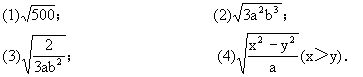 (1)√500； (2)√(3a²b³)；
(3)√(2/(3ab²))； (4)√((x²－y²)/a)(x＞y)．